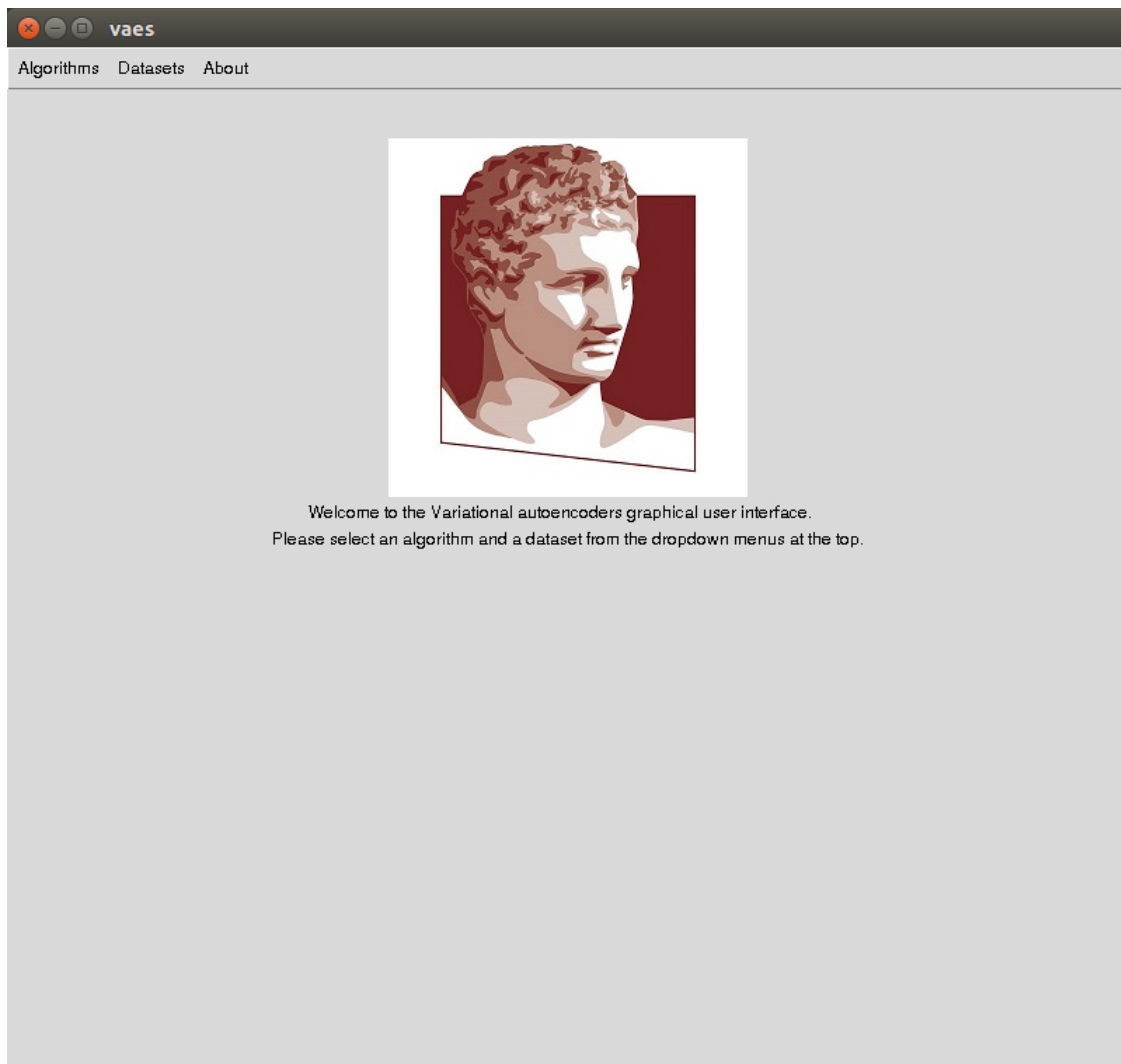 vaes
Algorithms Datasets About
Welcome to the Variational autoencoders graphical user interface.
Please select an algorithm and a dataset from the dropdown menus at the top.